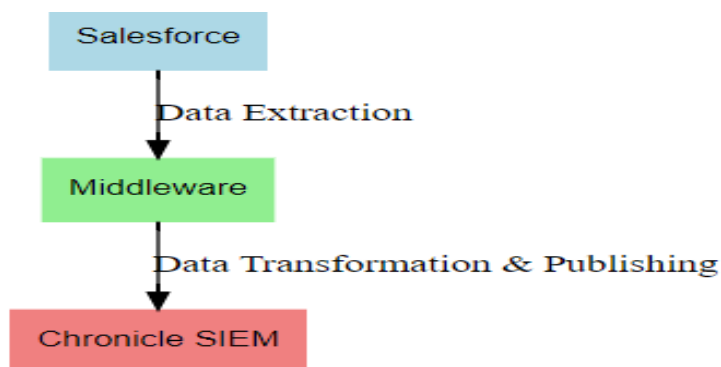 Salesforce
Data Extraction
Middleware
Data Transformation & Publishing
Chronicle SIEM